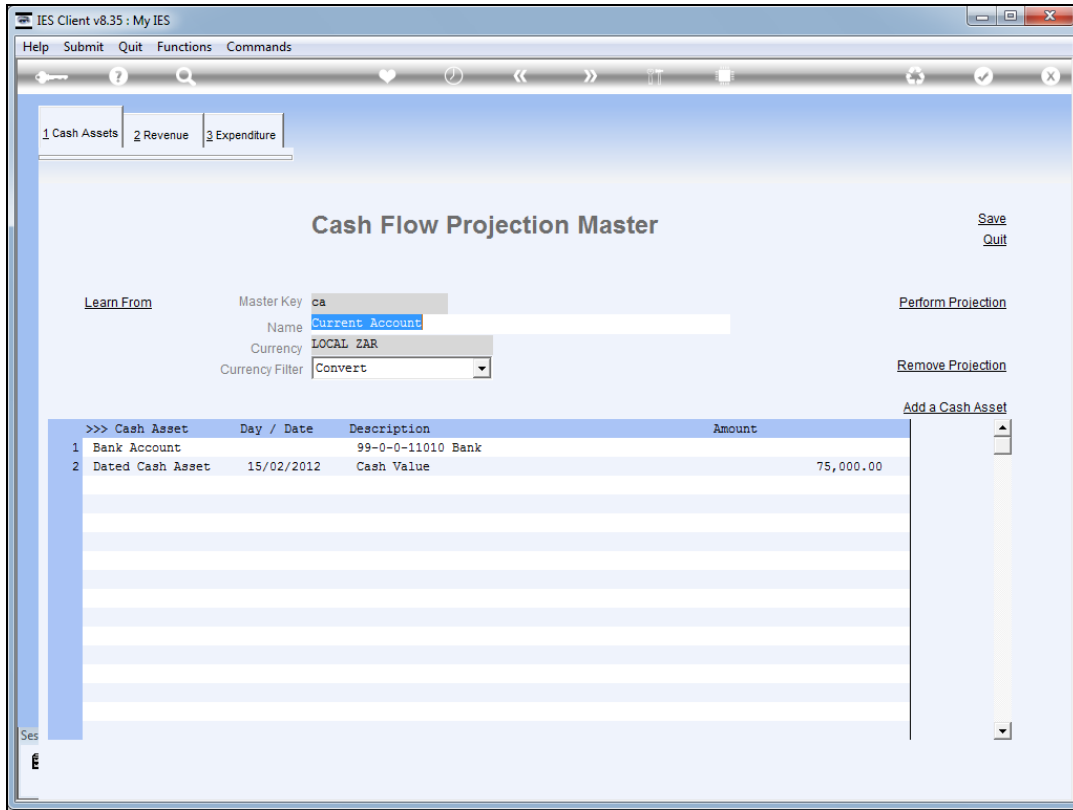 IES Client v8.35 : My IES
Help Submit Quit Functions Commands
1 Cash Assets 2 Revenue 3 Expenditure
Cash Flow Projection Master
Save
Quit
Learn From
Master Key ca
Perform Projection
Name Current Account
Currency LOCAL ZAR
Currency Filter Convert
Remove Projection
Add a Cash Asset
>>> Cash Asset Day / Date Description Amount
1 Bank Account 99-0-0-11010 Bank
2 Dated Cash Asset 15/02/2012 Cash Value 75,000.00
Ses